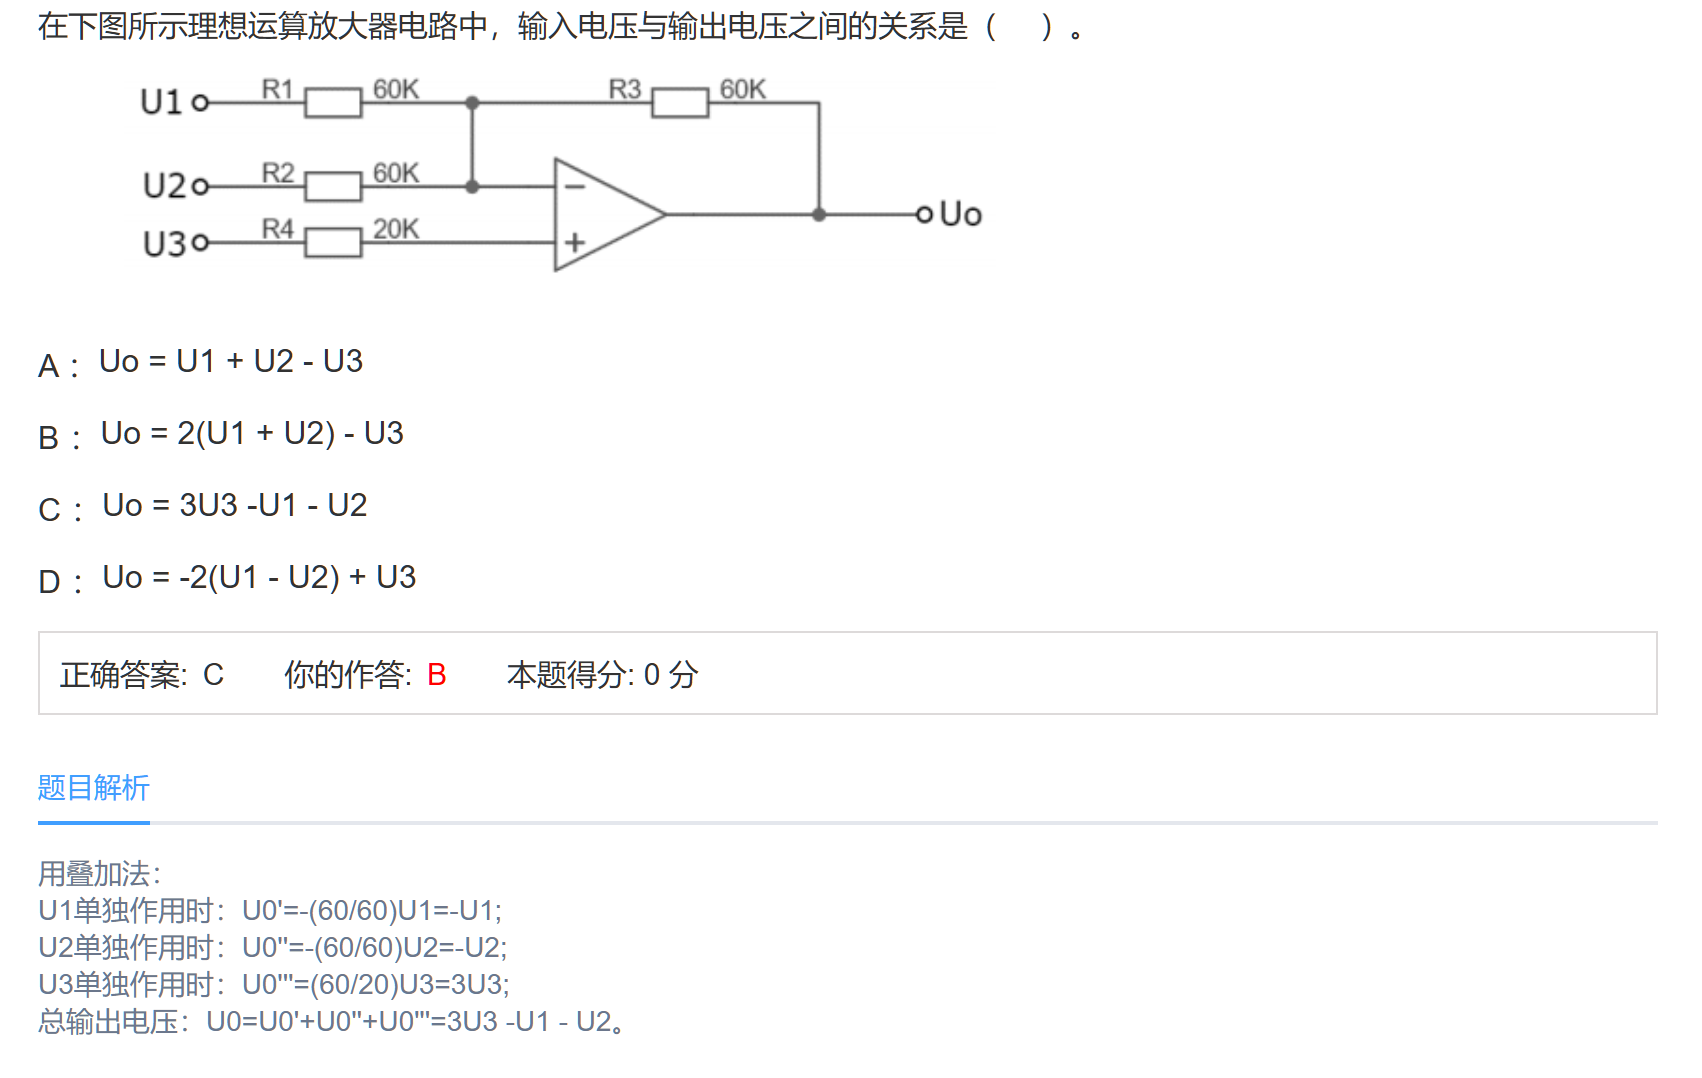 在下图所示理想运算放大器电路中，输入电压与输出电压之间的关系是（　）。
U1 R1 60K R3 60K
U2 R2 60K
−
Uo
U3 R4 20K
+
A： Uo = U1 + U2 - U3
B： Uo = 2(U1 + U2) - U3
C： Uo = 3U3 -U1 - U2
D： Uo = -2(U1 - U2) + U3
正确答案: C 你的作答: B 本题得分: 0 分
题目解析
用叠加法：
U1单独作用时：U0'=-(60/60)U1=-U1;
U2单独作用时：U0''=-(60/60)U2=-U2;
U3单独作用时：U0'''=(60/20)U3=3U3;
总输出电压：U0=U0'+U0''+U0'''=3U3 -U1 - U2。